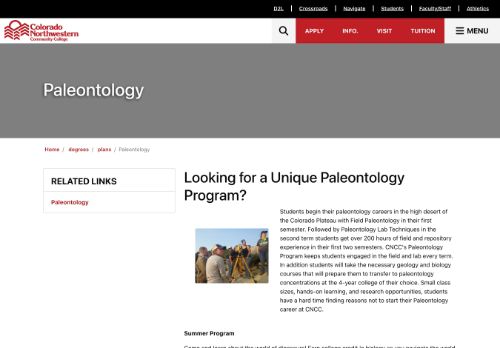 D2L
Crossroads
Navigate
Students
Faculty/Staff
Athletics
Colorado
Northwestern
Community College
APPLY
INFO.
VISIT
TUITION
MENU
Paleontology
Home / degrees / plans / Paleontology
RELATED LINKS
Paleontology
Looking for a Unique Paleontology
Program?
Students begin their paleontology careers in the high desert of
the Colorado Plateau with Field Paleontology in their first
semester. Followed by Paleontology Lab Techniques in the
second term students get over 200 hours of field and repository
experience in their first two semesters. CNCC's Paleontology
Program keeps students engaged in the field and lab every term.
In addition students will take the necessary geology and biology
courses that will prepare them to transfer to paleontology
concentrations at the 4-year college of their choice. Small class
sizes, hands-on learning, and research opportunities, students
have a hard time finding reasons not to start their Paleontology
career at CNCC.
Summer Program